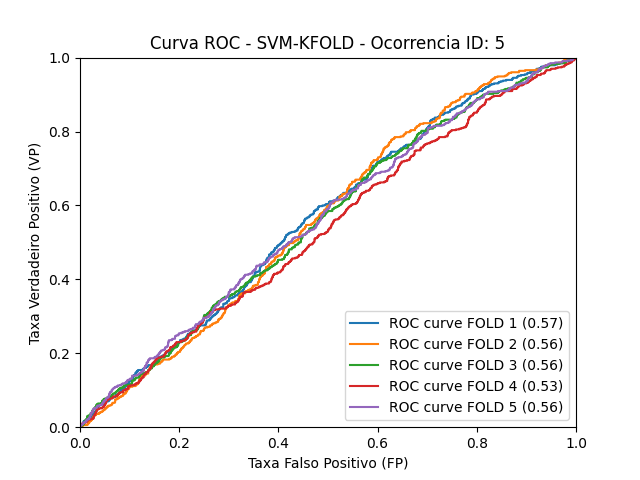 Curva ROC - SVM-KFOLD - Ocorrencia ID: 5
Taxa Verdadeiro Positivo (VP)
1.0
0.8
0.6
0.4
0.2
0.0
ROC curve FOLD 1 (0.57)
ROC curve FOLD 2 (0.56)
ROC curve FOLD 3 (0.56)
ROC curve FOLD 4 (0.53)
ROC curve FOLD 5 (0.56)
0.0 0.2 0.4 0.6 0.8 1.0
Taxa Falso Positivo (FP)